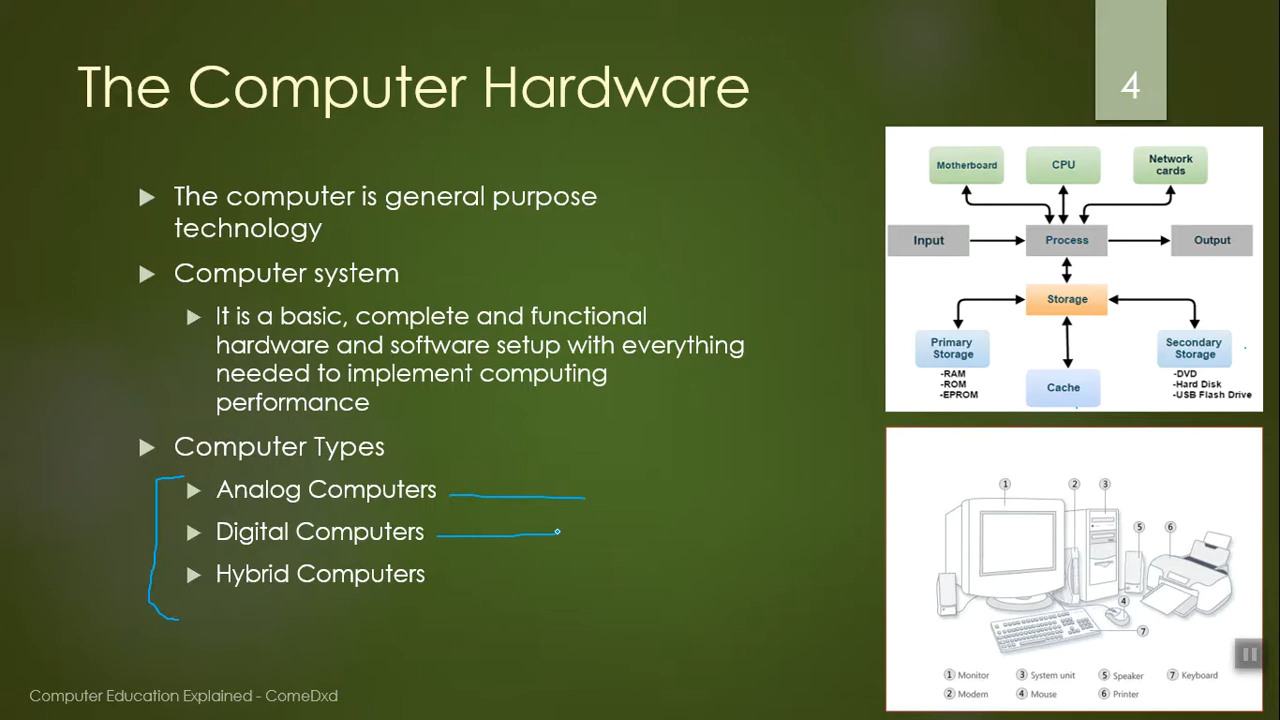 The Computer Hardware
4
The computer is general purpose
technology
Computer system
It is a basic, complete and functional
hardware and software setup with everything
needed to implement computing
performance
Computer Types
Analog Computers
Digital Computers
Hybrid Computers
Motherboard
CPU
Network
cards
Input
Process
Output
Storage
Primary
Storage
-RAM
-ROM
-EPROM
Cache
Secondary
Storage
-DVD
-Hard Disk
-USB Flash Drive
1 2 3
5 6
4
7
1 Monitor 3 System unit 5 Speaker 7 Keyboard
2 Modem 4 Mouse 6 Printer
Computer Education Explained - ComeDxd